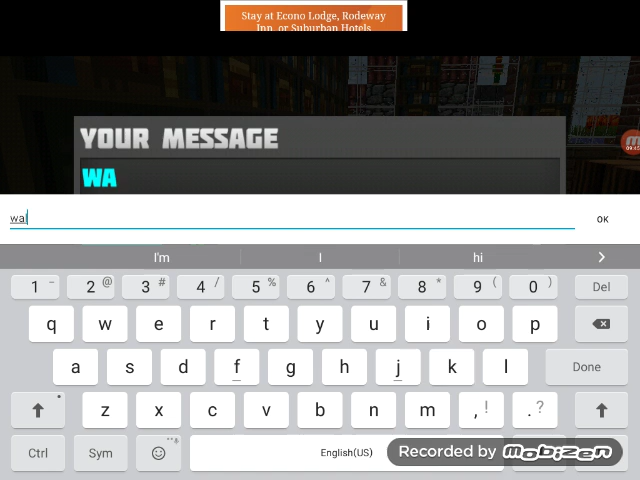 Stay at Econo Lodge, Rodeway
Inn, or Suburban Hotels
YOUR MESSAGE
WA
wal
OK
I'm I hi
1 _ 2 @ 3 # 4 / 5 % 6 ^ 7 & 8 * 9 ( 0 ) Del
q w e r t y u i o p
a s d f g h j k l Done
z x c v b n m , ! . ?
Ctrl Sym English(US)
Recorded by mobizen